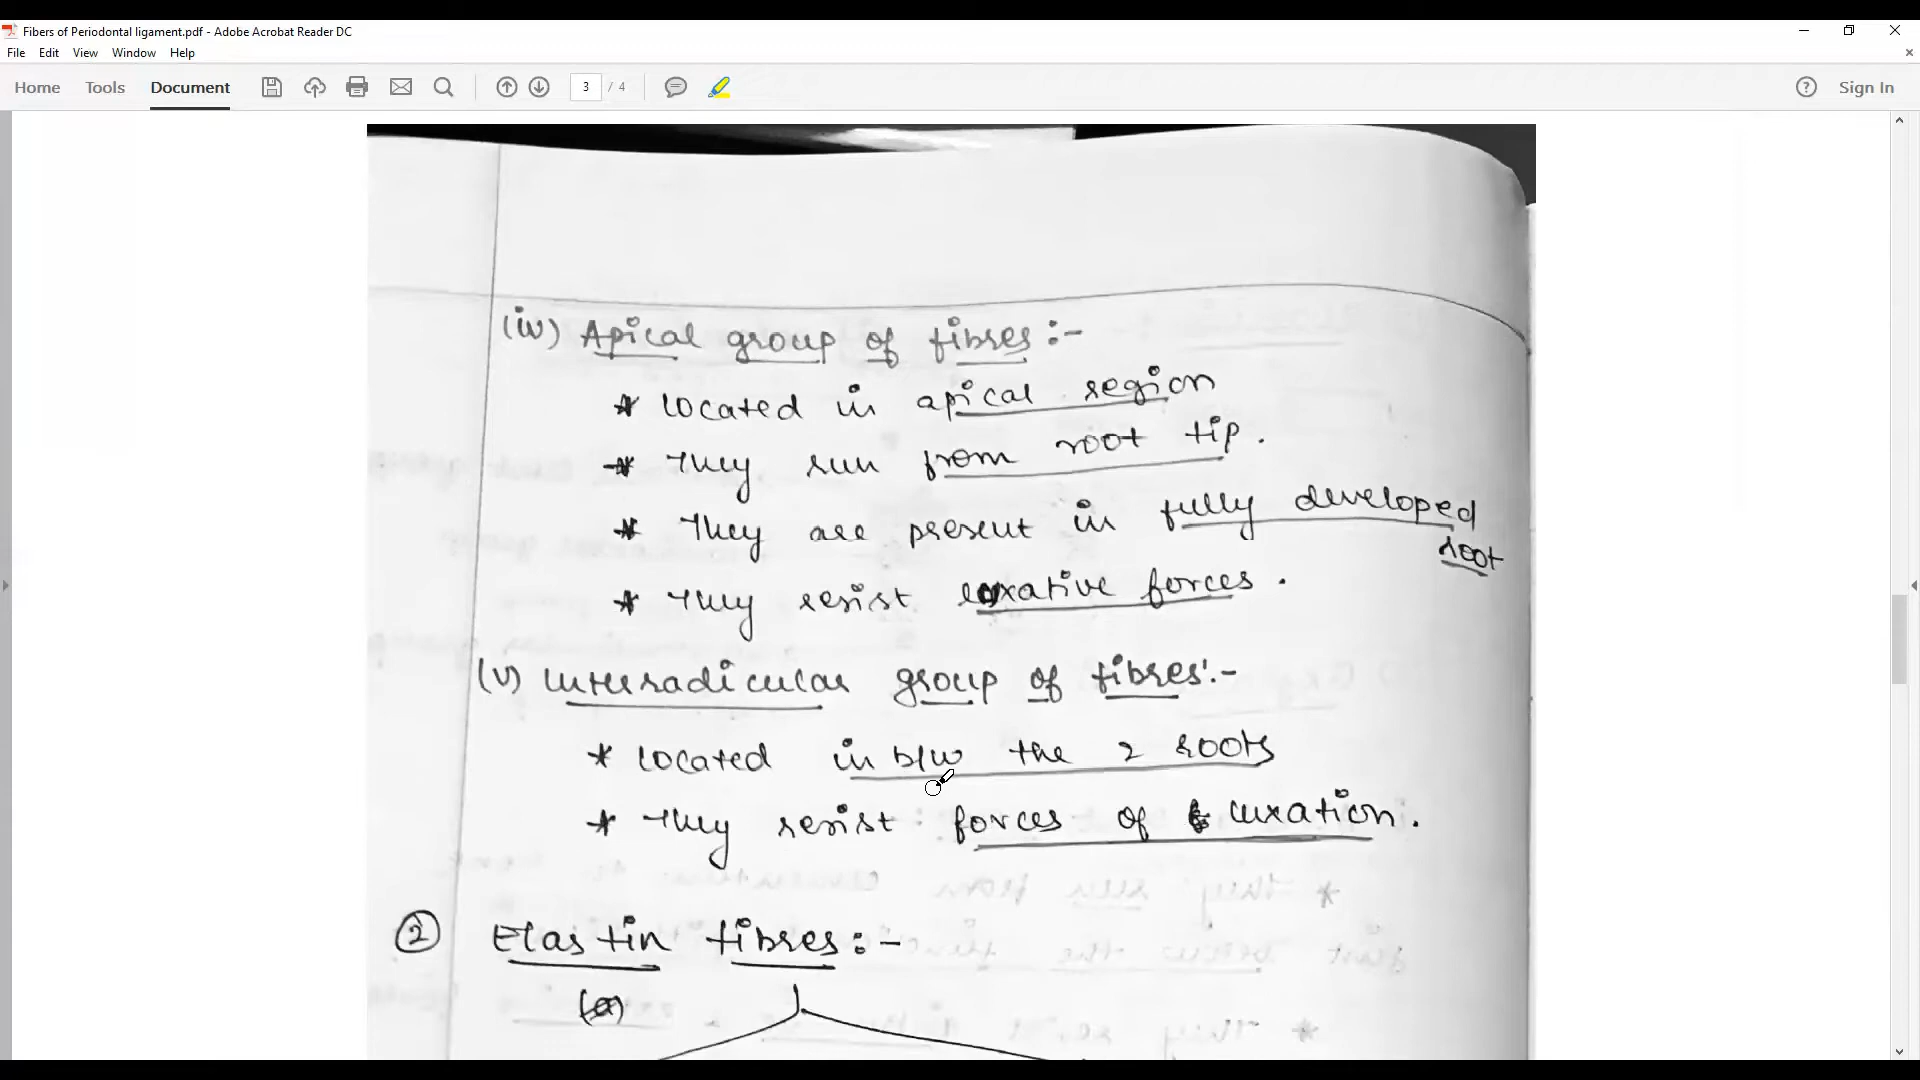 Fibers of Periodontal ligament.pdf - Adobe Acrobat Reader DC
File Edit View Window Help
Home Tools Document 3 / 4 Sign In
(iv) Apical group of fibres :-
* Located in apical region
* They run from root tip.
* They are present in fully developed
root
* They resist luxative forces.
(v) Interradicular group of fibres :-
* Located in b/w the 2 roots
* They resist forces of luxation.
② Elastin fibres :-
(a)